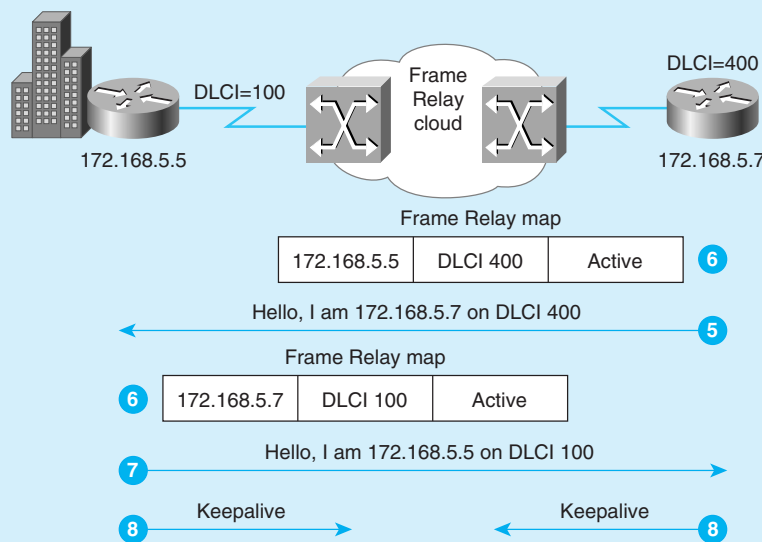 DLCI=100
Frame
Relay
cloud
DLCI=400
172.168.5.5
172.168.5.7
Frame Relay map
172.168.5.5 DLCI 400 Active 6
Hello, I am 172.168.5.7 on DLCI 400
5
Frame Relay map
6 172.168.5.7 DLCI 100 Active
Hello, I am 172.168.5.5 on DLCI 100
7
Keepalive Keepalive
8 8